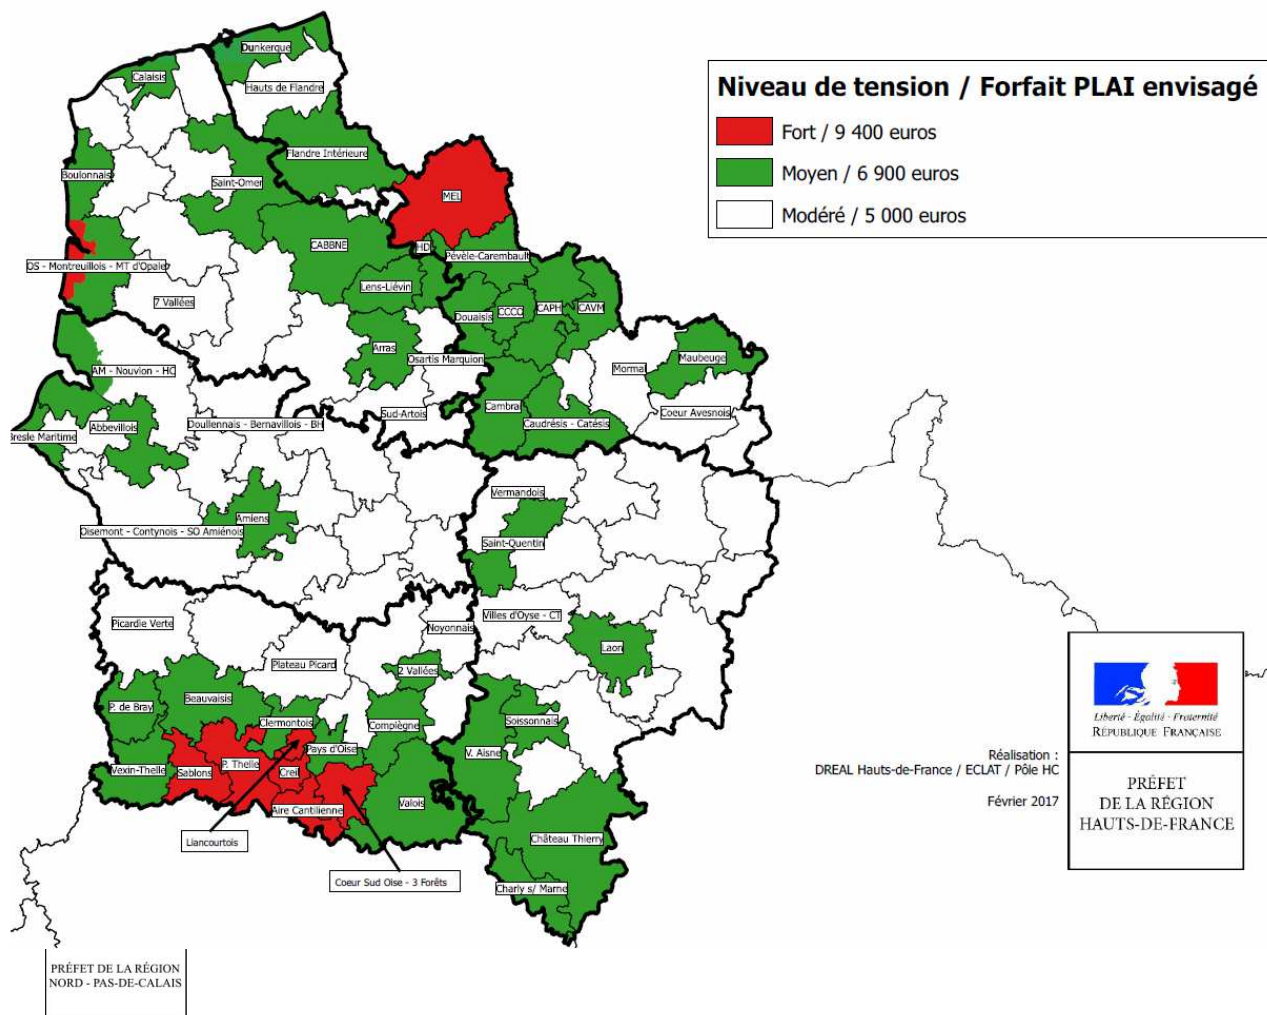 Niveau de tension / Forfait PLAI envisagé
Fort / 9 400 euros
Moyen / 6 900 euros
Modéré / 5 000 euros
Dunkerque
Calaisis
Hauts de Flandre
Flandre Intérieure
Boulonnais
Saint-Omer
MEL
CABBNE
HD
Pévèle-Carembault
OS - Montreuillois - MT d'Opale
Lens-Liévin
7 Vallées
Douaisis
CCCO
CAPH
CAVM
Arras
Osartis Marquion
Maubeuge
Mormal
AM - Nouvion - HC
Cambrai
Coeur Avesnois
Sud-Artois
Caudrésis - Catésis
Abbevillois
Doullennais - Bernavillois - BH
Bresle Maritime
Vermandois
Amiens
Oisemont - Contynois - SO Amiénois
Saint-Quentin
Villes d'Oyse - CT
Picardie Verte
Noyonnais
Laon
Plateau Picard
2 Vallées
Beauvaisis
P. de Bray
Clermontois
Compiègne
Soissonnais
Pays d'Oise
V. Aisne
Vexin-Thelle
Sablons
P. Thelle
Creil
Valois
Aire Cantilienne
Liancourtois
Château Thierry
Coeur Sud Oise - 3 Forêts
Charly s/ Marne
Liberté · Égalité · Fraternité
RÉPUBLIQUE FRANÇAISE
PRÉFET
DE LA RÉGION
HAUTS-DE-FRANCE
Réalisation :
DREAL Hauts-de-France / ECLAT / Pôle HC
Février 2017
PRÉFET DE LA RÉGION
NORD - PAS-DE-CALAIS